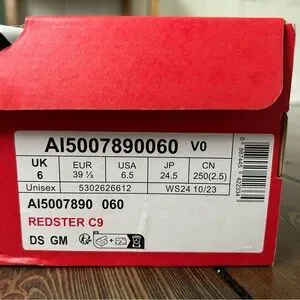 AI5007890060 V0
UK EUR USA JP CN
6 39 ⅓ 6.5 24.5 250(2.5)
Unisex 5302626612 WS24 10/23
AI5007890 060
REDSTER C9
DS GM